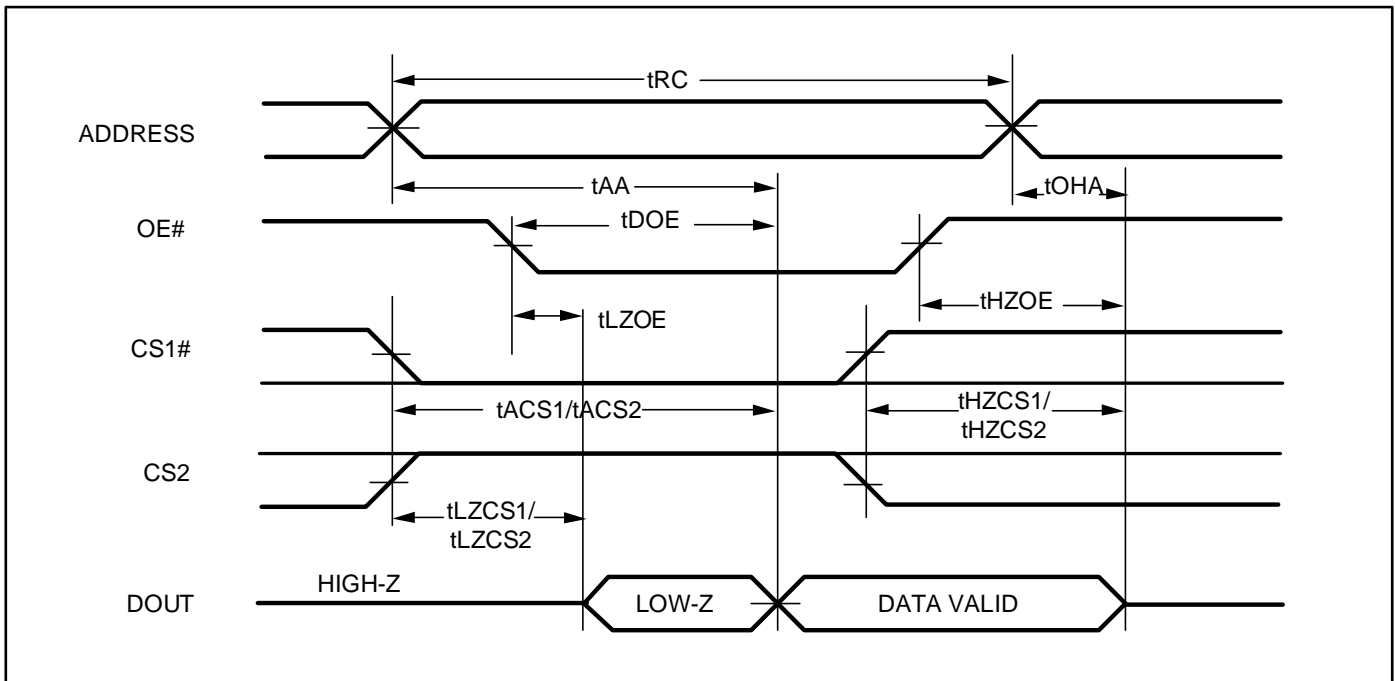 tRC
ADDRESS
tAA
tOHA
OE#
tDOE
tHZOE
tLZOE
CS1#
tACS1/tACS2
tHZCS1/
tHZCS2
CS2
tLZCS1/
tLZCS2
HIGH-Z
DOUT
LOW-Z
DATA VALID